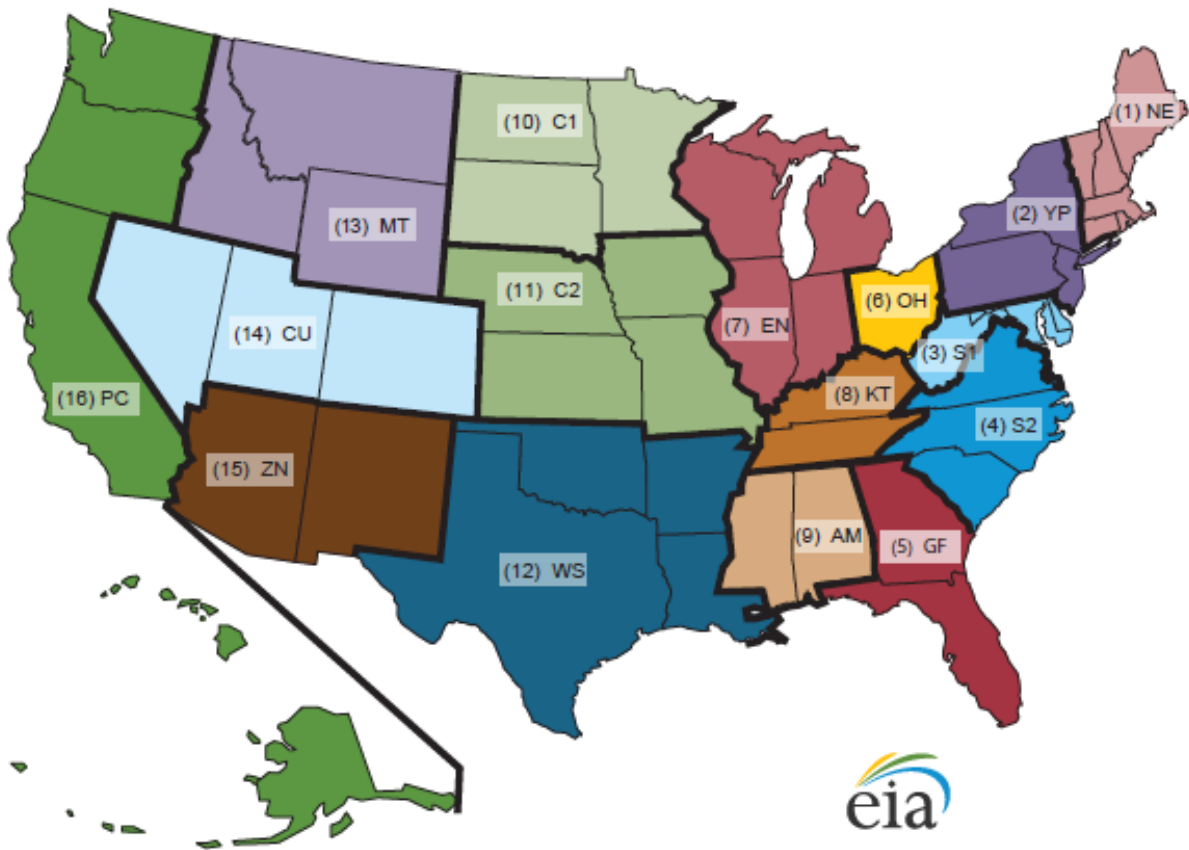 (1) NE
(10) C1
(2) YP
(13) MT
(11) C2
(6) OH
(7) EN
(14) CU
(3) S1
(16) PC
(8) KT
(4) S2
(15) ZN
(9) AM
(5) GF
(12) WS
eia